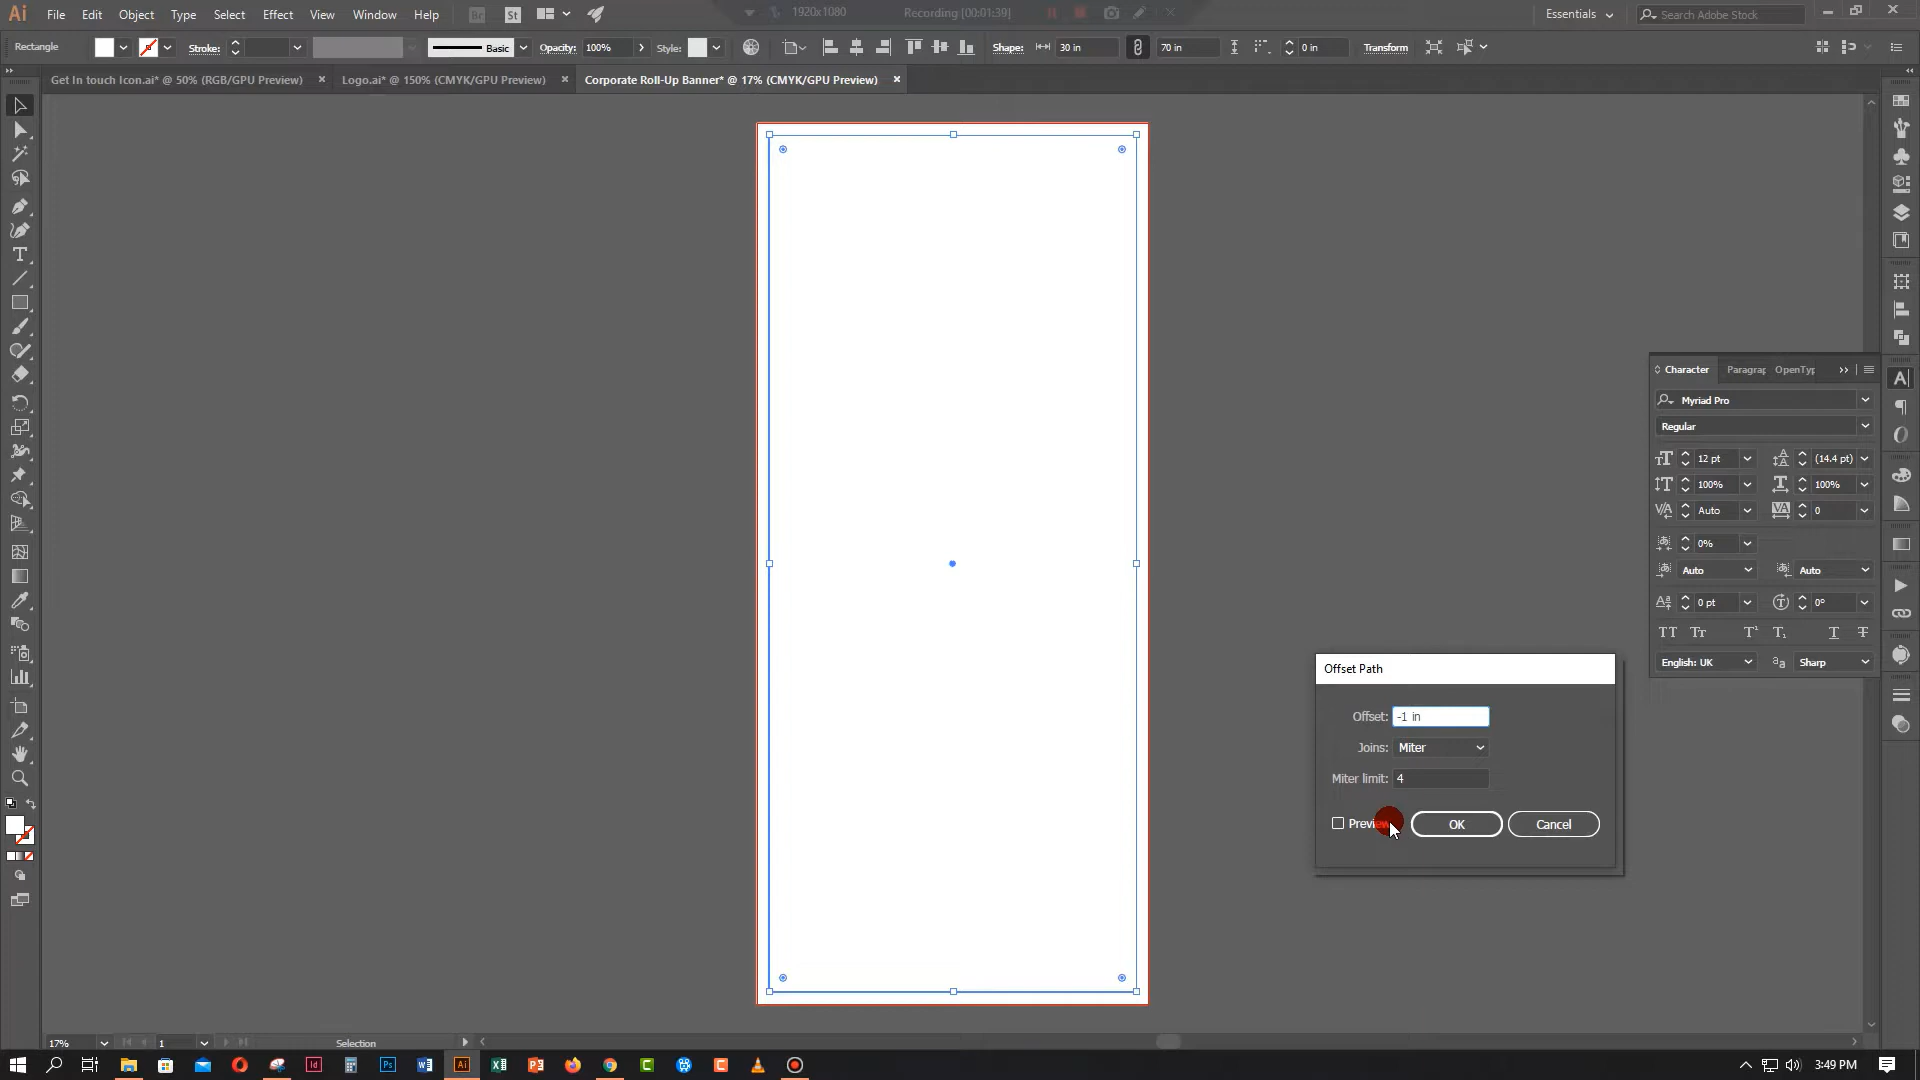 Ai File Edit Object Type Select Effect View Window Help Br St 1920x1080 Recording [00:01:39] Essentials Search Adobe Stock
Rectangle Stroke: Basic Opacity: 100% Style: Shape: 30 in 70 in 0 in Transform
Get In touch Icon.ai* @ 50% (RGB/GPU Preview) Logo.ai* @ 150% (CMYK/GPU Preview) Corporate Roll-Up Banner* @ 17% (CMYK/GPU Preview)
Character Paragrap OpenTyp
Myriad Pro
Regular
12 pt (14.4 pt)
100% 100%
Auto 0
0%
Auto Auto
0 pt 0°
English: UK Sharp
Offset Path
Offset: -1 in
Joins: Miter
Miter limit: 4
Preview OK Cancel
17% 1 Selection
3:49 PM